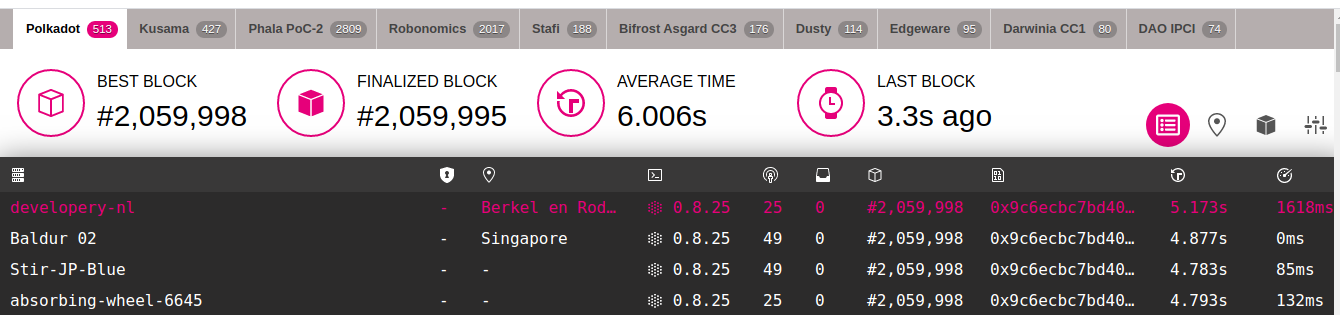 Polkadot 513 Kusama 427 Phala PoC-2 2809 Robonomics 2017 Stafi 188 Bifrost Asgard CC3 176 Dusty 114 Edgeware 95 Darwinia CC1 80 DAO IPCI 74
BEST BLOCK FINALIZED BLOCK AVERAGE TIME LAST BLOCK
#2,059,998 #2,059,995 6.006s 3.3s ago
developery-nl - Berkel en Rod… 0.8.25 25 0 #2,059,998 0x9c6ecbc7bd40… 5.173s 1618ms
Baldur 02 - Singapore 0.8.25 49 0 #2,059,998 0x9c6ecbc7bd40… 4.877s 0ms
Stir-JP-Blue - - 0.8.25 49 0 #2,059,998 0x9c6ecbc7bd40… 4.783s 85ms
absorbing-wheel-6645 - - 0.8.25 25 0 #2,059,998 0x9c6ecbc7bd40… 4.793s 132ms